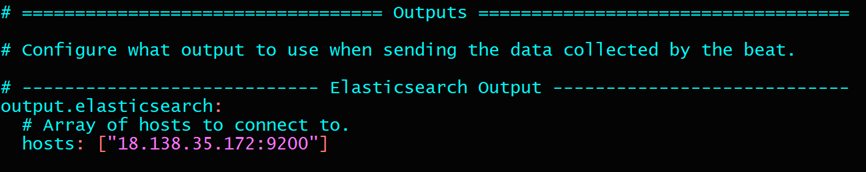 # ================================== Outputs ===================================
# Configure what output to use when sending the data collected by the beat.
# ---------------------------- Elasticsearch Output ----------------------------
output.elasticsearch:
# Array of hosts to connect to.
hosts: ["18.138.35.172:9200"]